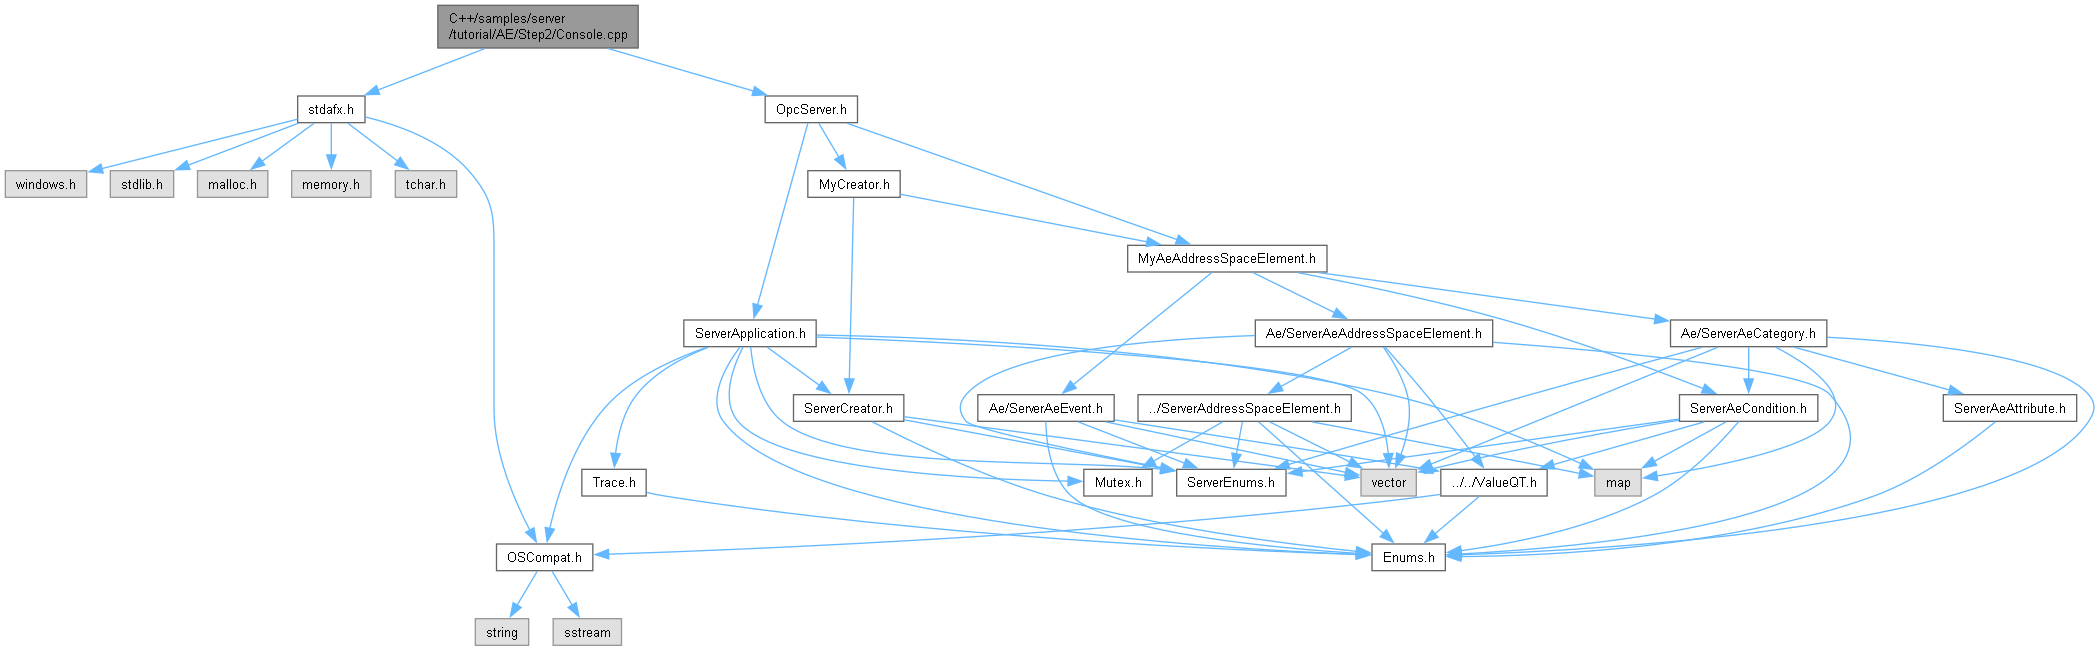 C++/samples/server
/tutorial/AE/Step2/Console.cpp
stdafx.h
OpcServer.h
windows.h
stdlib.h
malloc.h
memory.h
tchar.h
MyCreator.h
MyAeAddressSpaceElement.h
ServerApplication.h
Ae/ServerAeAddressSpaceElement.h
Ae/ServerAeCategory.h
ServerCreator.h
Ae/ServerAeEvent.h
../ServerAddressSpaceElement.h
ServerAeCondition.h
ServerAeAttribute.h
Trace.h
Mutex.h
ServerEnums.h
vector
../../ValueQT.h
map
OSCompat.h
Enums.h
string
sstream